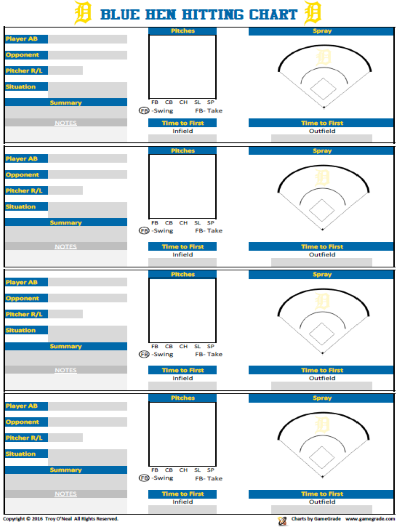 D BLUE HEN HITTING CHART D
Pitches Spray
Player AB
Opponent
Pitcher R/L
Situation
Summary
FB CB CH SL SP
FB -Swing FB- Take
NOTES
Time to First Time to First
Infield Outfield
Pitches Spray
Player AB
Opponent
Pitcher R/L
Situation
Summary
FB CB CH SL SP
FB -Swing FB- Take
NOTES
Time to First Time to First
Infield Outfield
Pitches Spray
Player AB
Opponent
Pitcher R/L
Situation
Summary
FB CB CH SL SP
FB -Swing FB- Take
NOTES
Time to First Time to First
Infield Outfield
Pitches Spray
Player AB
Opponent
Pitcher R/L
Situation
Summary
FB CB CH SL SP
FB -Swing FB- Take
NOTES
Time to First Time to First
Infield Outfield
Copyright © 2016 Troy O'Neal All Rights Reserved. Charts by GameGrade www.gamegrade.com